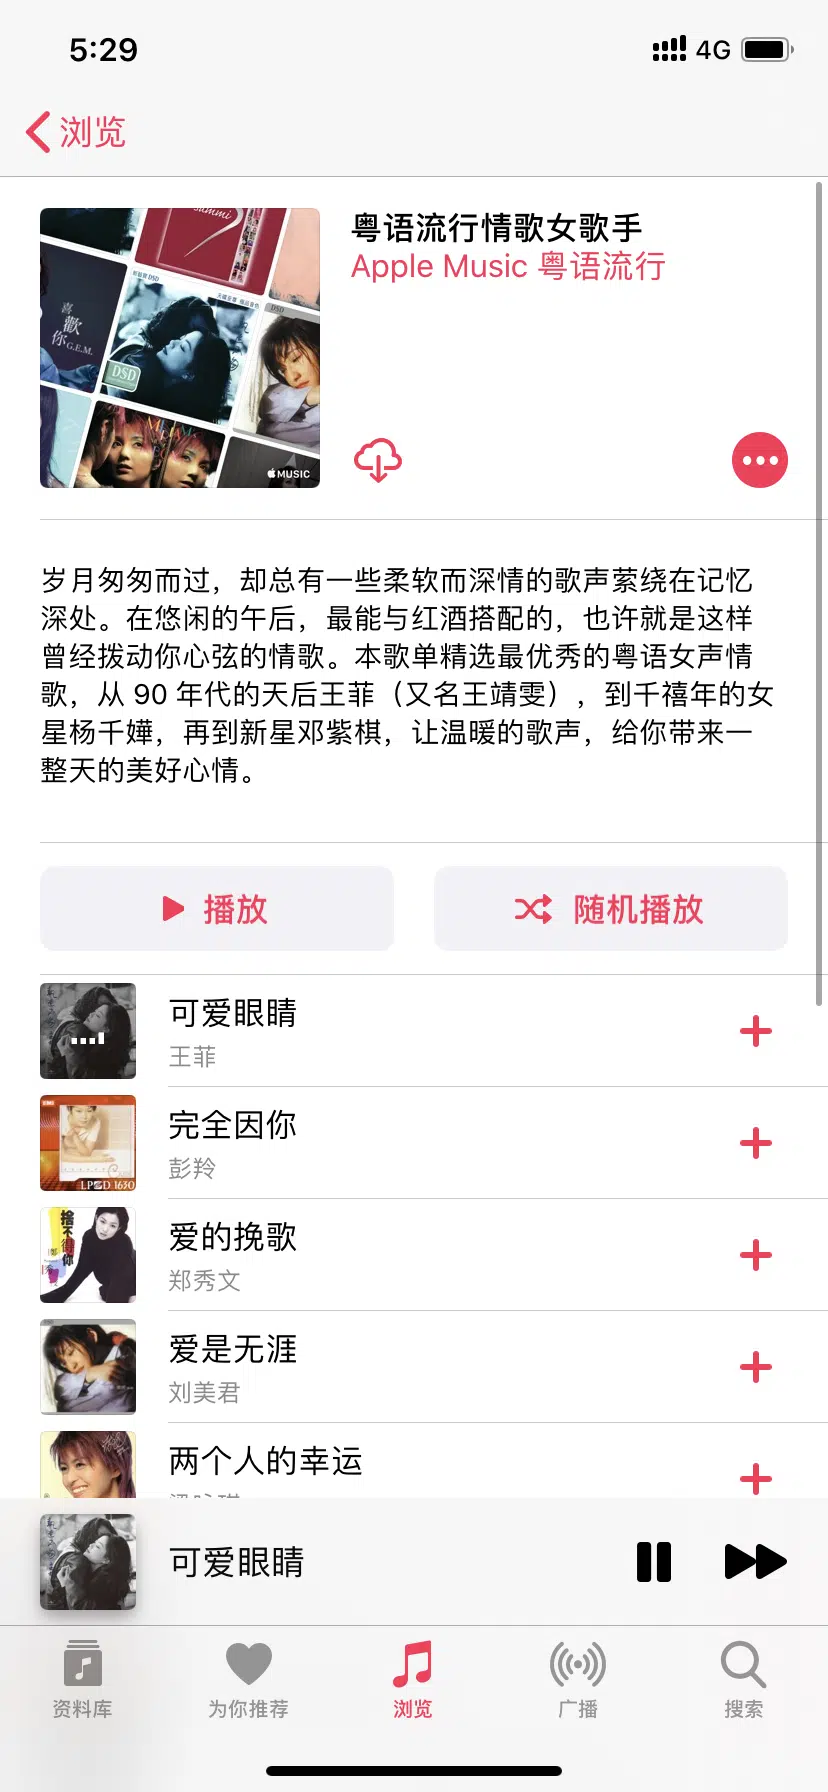 5:29
4G
浏览
粤语流行情歌女歌手
Apple Music 粤语流行
喜歡你 G.E.M.
DSD
DSD
MUSIC
岁月匆匆而过，却总有一些柔软而深情的歌声萦绕在记忆
深处。在悠闲的午后，最能与红酒搭配的，也许就是这样
曾经拨动你心弦的情歌。本歌单精选最优秀的粤语女声情
歌，从 90 年代的天后王菲（又名王靖雯），到千禧年的女
星杨千嬅，再到新星邓紫棋，让温暖的歌声，给你带来一
整天的美好心情。
播放
随机播放
可爱眼睛
王菲
完全因你
彭羚
LPCD 1630
爱的挽歌
郑秀文
捨不得你
爱是无涯
刘美君
两个人的幸运
可爱眼睛
资料库
为你推荐
浏览
广播
搜索